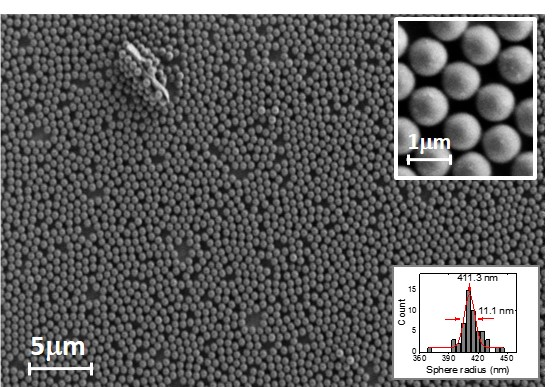 1μm
5μm
411.3 nm
11.1 nm
Count
15
10
5
0
360
390
420
450
Sphere radius (nm)